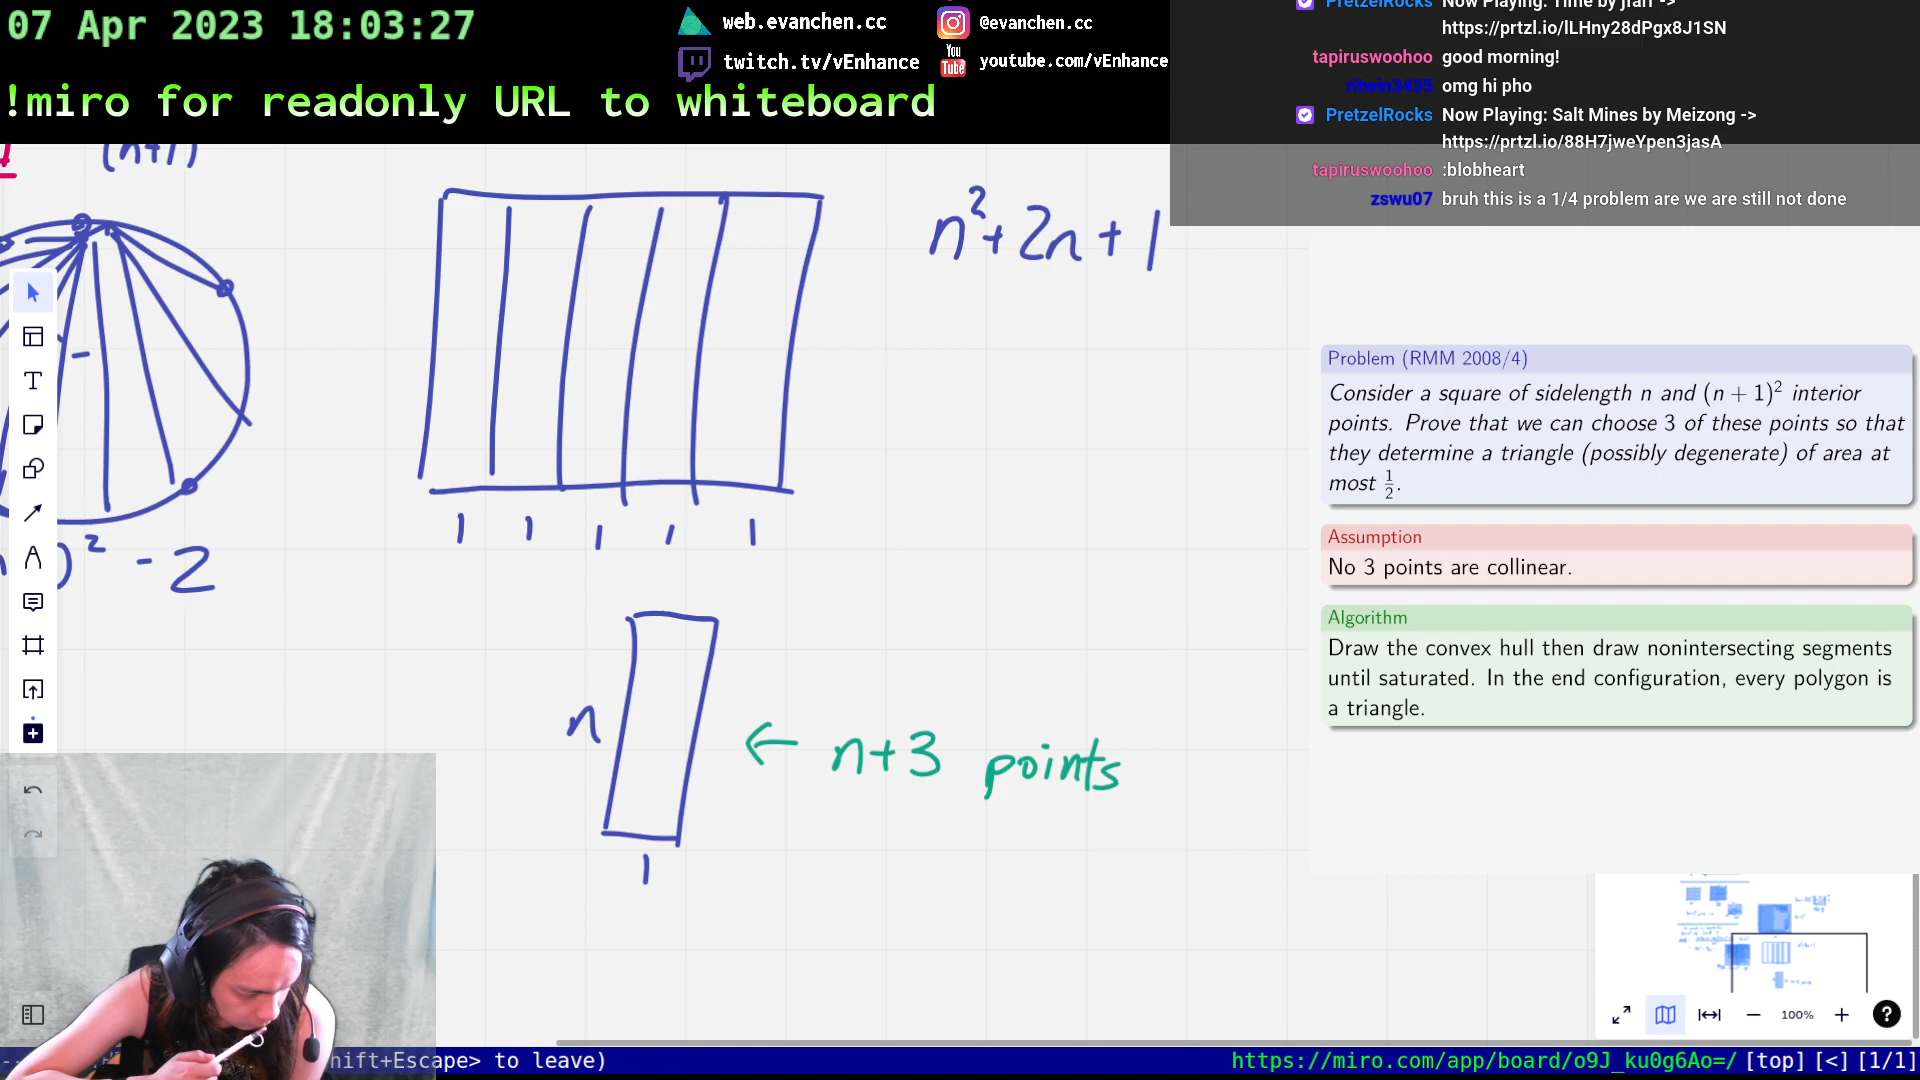 07 Apr 2023 18:03:27
web.evanchen.cc
@evanchen.cc
twitch.tv/vEnhance
You Tube
youtube.com/vEnhance
!miro for readonly URL to whiteboard
PretzelRocks Now Playing: Time by jfarr ->
https://prtzl.io/lLHny28dPgx8J1SN
tapiruswoohoo good morning!
ritwin3435 omg hi pho
PretzelRocks Now Playing: Salt Mines by Meizong ->
https://prtzl.io/88H7jweYpen3jasA
tapiruswoohoo :blobheart
zswu07 bruh this is a 1/4 problem are we are still not done
(n+1)
n²+2n+1
1 1 1 1 1
)² - 2
n
1
← n+3 points
Problem (RMM 2008/4)
Consider a square of sidelength n and (n + 1)² interior
points. Prove that we can choose 3 of these points so that
they determine a triangle (possibly degenerate) of area at
most 1/2.
Assumption
No 3 points are collinear.
Algorithm
Draw the convex hull then draw nonintersecting segments
until saturated. In the end configuration, every polygon is
a triangle.
100%
hift+Escape> to leave)
https://miro.com/app/board/o9J_ku0g6Ao=/ [top] [<] [1/1]